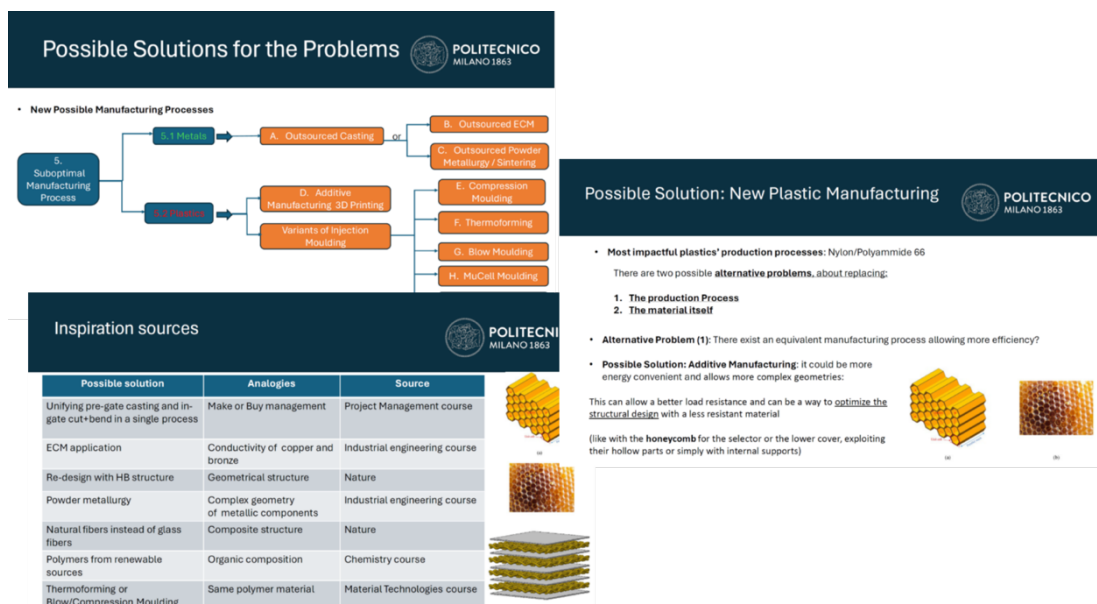 Possible Solutions for the Problems
POLITECNICO
MILANO 1863
• New Possible Manufacturing Processes
5.
Suboptimal
Manufacturing
Process
5.1 Metals
A. Outsourced Casting
or
B. Outsourced ECM
C. Outsourced Powder
Metallurgy / Sintering
5.2 Plastics
D. Additive
Manufacturing 3D Printing
Variants of Injection
Moulding
E. Compression
Moulding
F. Thermoforming
G. Blow Moulding
H. MuCell Moulding
Inspiration sources
POLITECNI
MILANO 1863
Possible solution
Analogies
Source
Unifying pre-gate casting and in-
gate cut+bend in a single process
Make or Buy management
Project Management course
ECM application
Conductivity of copper and
bronze
Industrial engineering course
Re-design with HB structure
Geometrical structure
Nature
Powder metallurgy
Complex geometry
of metallic components
Industrial engineering course
Natural fibers instead of glass
fibers
Composite structure
Nature
Polymers from renewable
sources
Organic composition
Chemistry course
Thermoforming or
Blow/Compression Moulding
Same polymer material
Material Technologies course
(a)
Possible Solution: New Plastic Manufacturing
POLITECNICO
MILANO 1863
• Most impactful plastics' production processes: Nylon/Polyammide 66
There are two possible alternative problems, about replacing:
1. The production Process
2. The material itself
• Alternative Problem (1): There exist an equivalent manufacturing process allowing more efficiency?
• Possible Solution: Additive Manufacturing: it could be more
energy convenient and allows more complex geometries:
This can allow a better load resistance and can be a way to optimize the
structural design with a less resistant material
(like with the honeycomb for the selector or the lower cover, exploiting
their hollow parts or simply with internal supports)
(a)
(b)